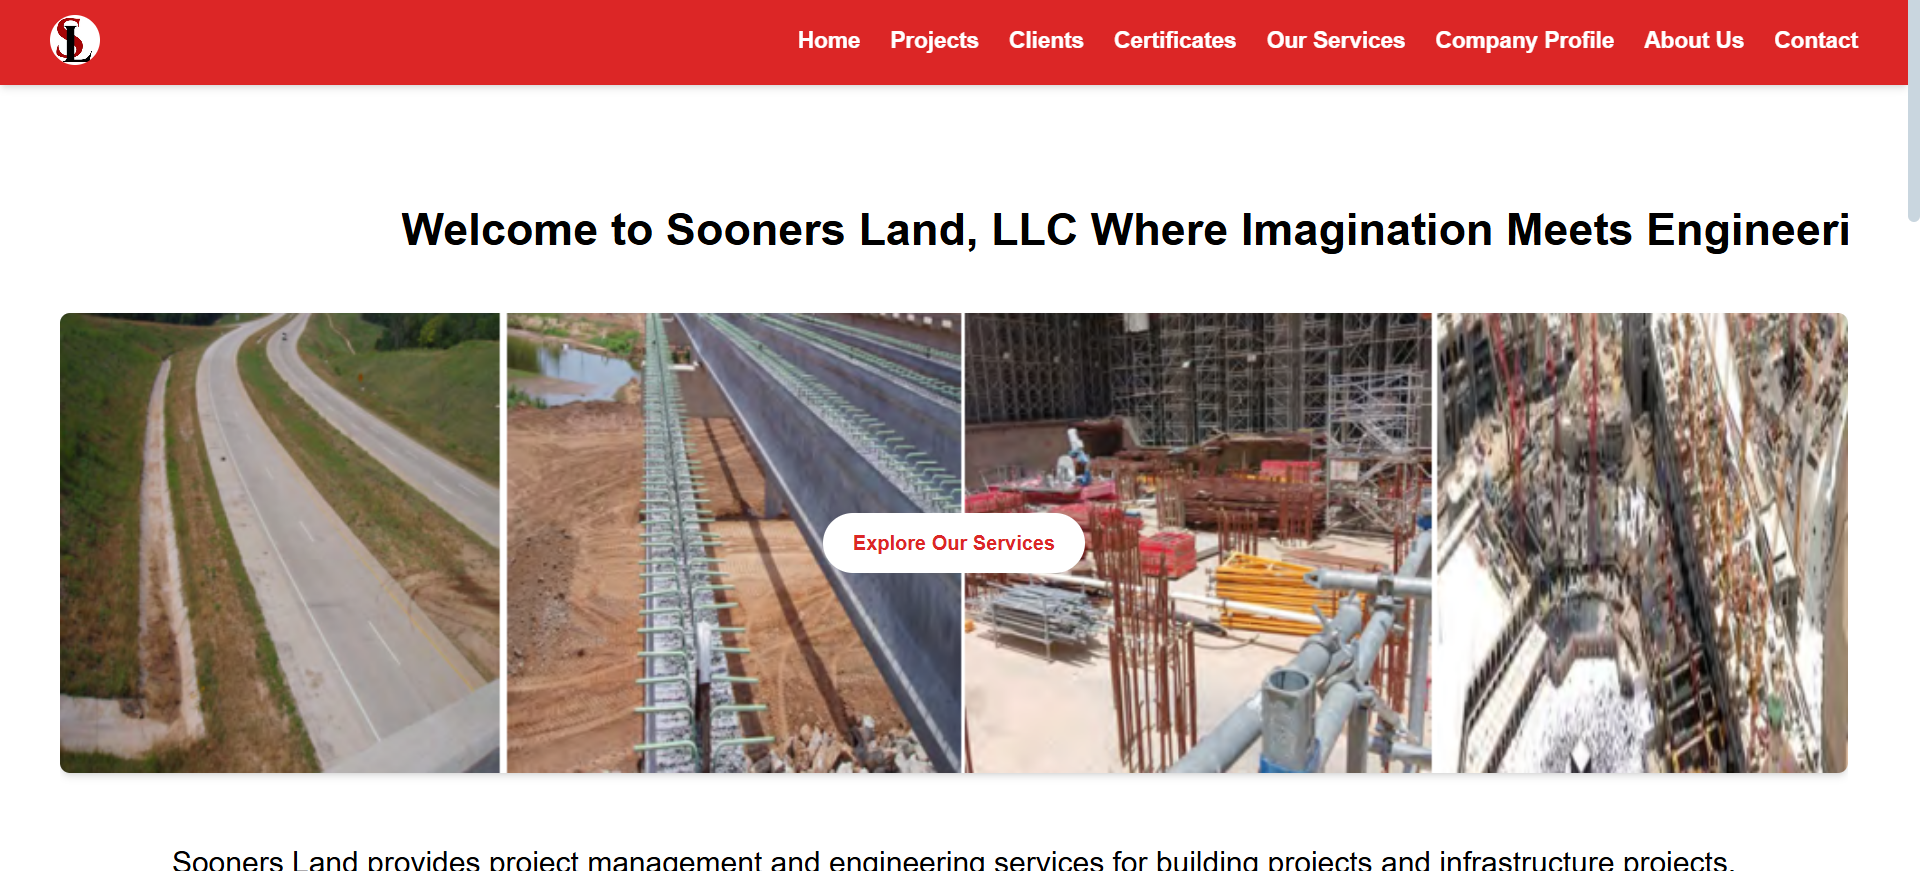 SL
Home Projects Clients Certificates Our Services Company Profile About Us Contact
Welcome to Sooners Land, LLC Where Imagination Meets Engineeri
Explore Our Services
Sooners Land provides project management and engineering services for building projects and infrastructure projects.